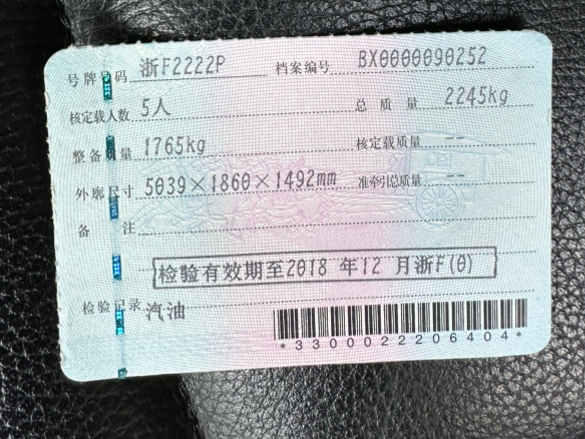 号牌号码 浙F2222P 档案编号 BX0000090252
核定载人数 5人 总质量 2245kg
整备质量 1765kg 核定载质量 --
外廓尺寸 5039×1860×1492mm 准牵引总质量 --
备注
检验有效期至2018 年12 月浙F(0)
检验记录 汽油
*3300022206404*